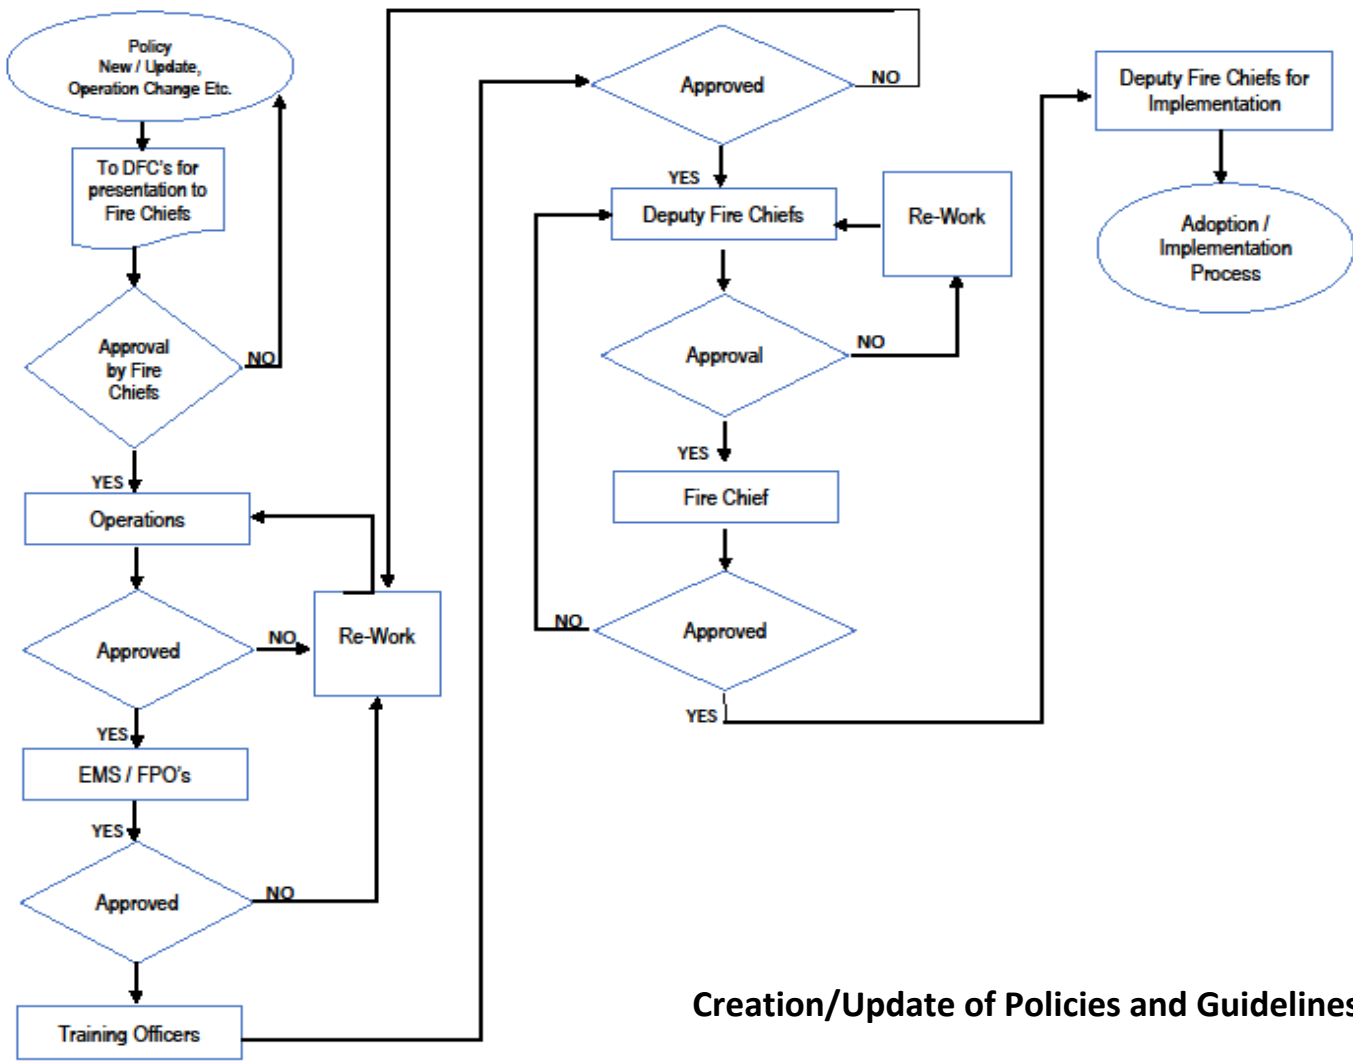 Policy
New / Update,
Operation Change Etc.
To DFC's for
presentation to
Fire Chiefs
Approval
by Fire
Chiefs
NO
YES
Operations
Approved
NO
Re-Work
YES
EMS / FPO's
YES
Approved
NO
Training Officers
Approved
NO
YES
Deputy Fire Chiefs
Re-Work
Approval
NO
YES
Fire Chief
Approved
NO
YES
Deputy Fire Chiefs for
Implementation
Adoption /
Implementation
Process
Creation/Update of Policies and Guidelines